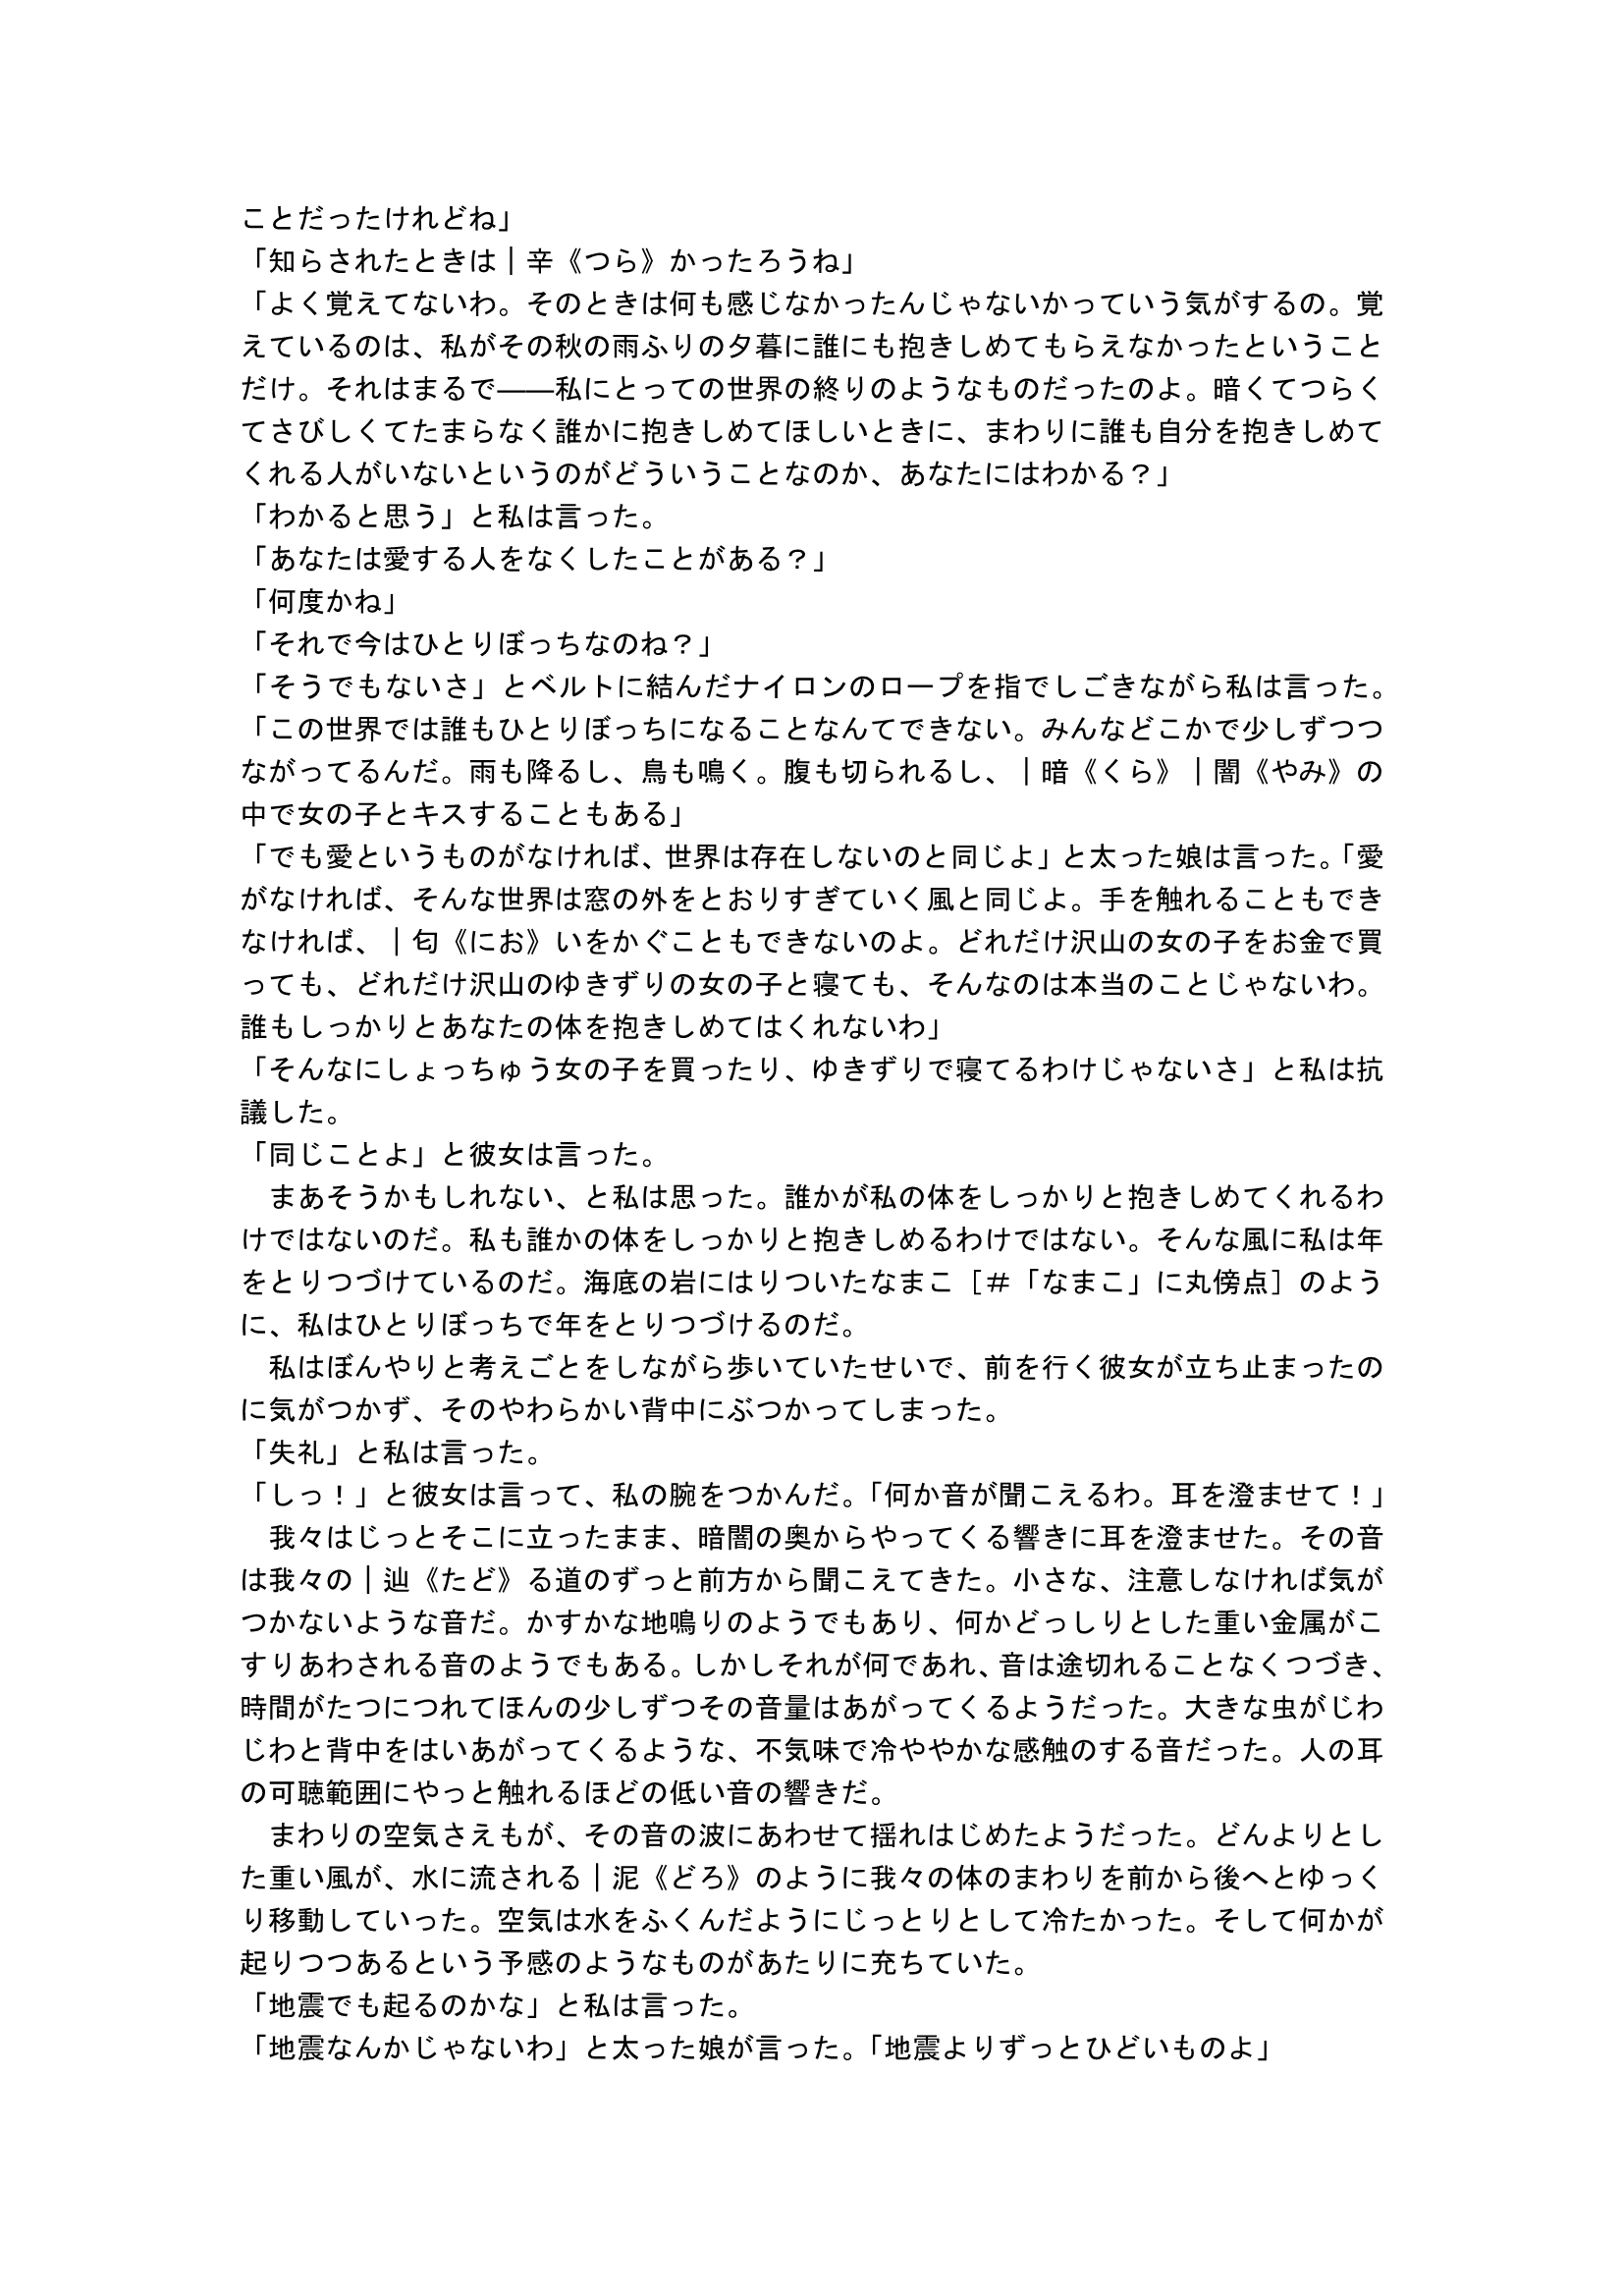 ことだったけれどね」
「知らされたときは｜辛《つら》かったろうね」
「よく覚えてないわ。そのときは何も感じなかったんじゃないかっていう気がするの。覚
えているのは、私がその秋の雨ふりの夕暮に誰にも抱きしめてもらえなかったということ
だけ。それはまるで――私にとっての世界の終りのようなものだったのよ。暗くてつらく
てさびしくてたまらなく誰かに抱きしめてほしいときに、まわりに誰も自分を抱きしめて
くれる人がいないというのがどういうことなのか、あなたにはわかる？」
「わかると思う」と私は言った。
「あなたは愛する人をなくしたことがある？」
「何度かね」
「それで今はひとりぼっちなのね？」
「そうでもないさ」とベルトに結んだナイロンのロープを指でしごきながら私は言った。
「この世界では誰もひとりぼっちになることなんてできない。みんなどこかで少しずつつ
ながってるんだ。雨も降るし、鳥も鳴く。腹も切られるし、｜暗《くら》｜闇《やみ》の
中で女の子とキスすることもある」
「でも愛というものがなければ、世界は存在しないのと同じよ」と太った娘は言った。「愛
がなければ、そんな世界は窓の外をとおりすぎていく風と同じよ。手を触れることもでき
なければ、｜匂《にお》いをかぐこともできないのよ。どれだけ沢山の女の子をお金で買
っても、どれだけ沢山のゆきずりの女の子と寝ても、そんなのは本当のことじゃないわ。
誰もしっかりとあなたの体を抱きしめてはくれないわ」
「そんなにしょっちゅう女の子を買ったり、ゆきずりで寝てるわけじゃないさ」と私は抗
議した。
「同じことよ」と彼女は言った。
　まあそうかもしれない、と私は思った。誰かが私の体をしっかりと抱きしめてくれるわ
けではないのだ。私も誰かの体をしっかりと抱きしめるわけではない。そんな風に私は年
をとりつづけているのだ。海底の岩にはりついたなまこ［＃「なまこ」に丸傍点］のよう
に、私はひとりぼっちで年をとりつづけるのだ。
　私はぼんやりと考えごとをしながら歩いていたせいで、前を行く彼女が立ち止まったの
に気がつかず、そのやわらかい背中にぶつかってしまった。
「失礼」と私は言った。
「しっ！」と彼女は言って、私の腕をつかんだ。「何か音が聞こえるわ。耳を澄ませて！」
　我々はじっとそこに立ったまま、暗闇の奥からやってくる響きに耳を澄ませた。その音
は我々の｜辿《たど》る道のずっと前方から聞こえてきた。小さな、注意しなければ気が
つかないような音だ。かすかな地鳴りのようでもあり、何かどっしりとした重い金属がこ
すりあわされる音のようでもある。しかしそれが何であれ、音は途切れることなくつづき、
時間がたつにつれてほんの少しずつその音量はあがってくるようだった。大きな虫がじわ
じわと背中をはいあがってくるような、不気味で冷ややかな感触のする音だった。人の耳
の可聴範囲にやっと触れるほどの低い音の響きだ。
　まわりの空気さえもが、その音の波にあわせて揺れはじめたようだった。どんよりとし
た重い風が、水に流される｜泥《どろ》のように我々の体のまわりを前から後へとゆっく
り移動していった。空気は水をふくんだようにじっとりとして冷たかった。そして何かが
起りつつあるという予感のようなものがあたりに充ちていた。
「地震でも起るのかな」と私は言った。
「地震なんかじゃないわ」と太った娘が言った。「地震よりずっとひどいものよ」